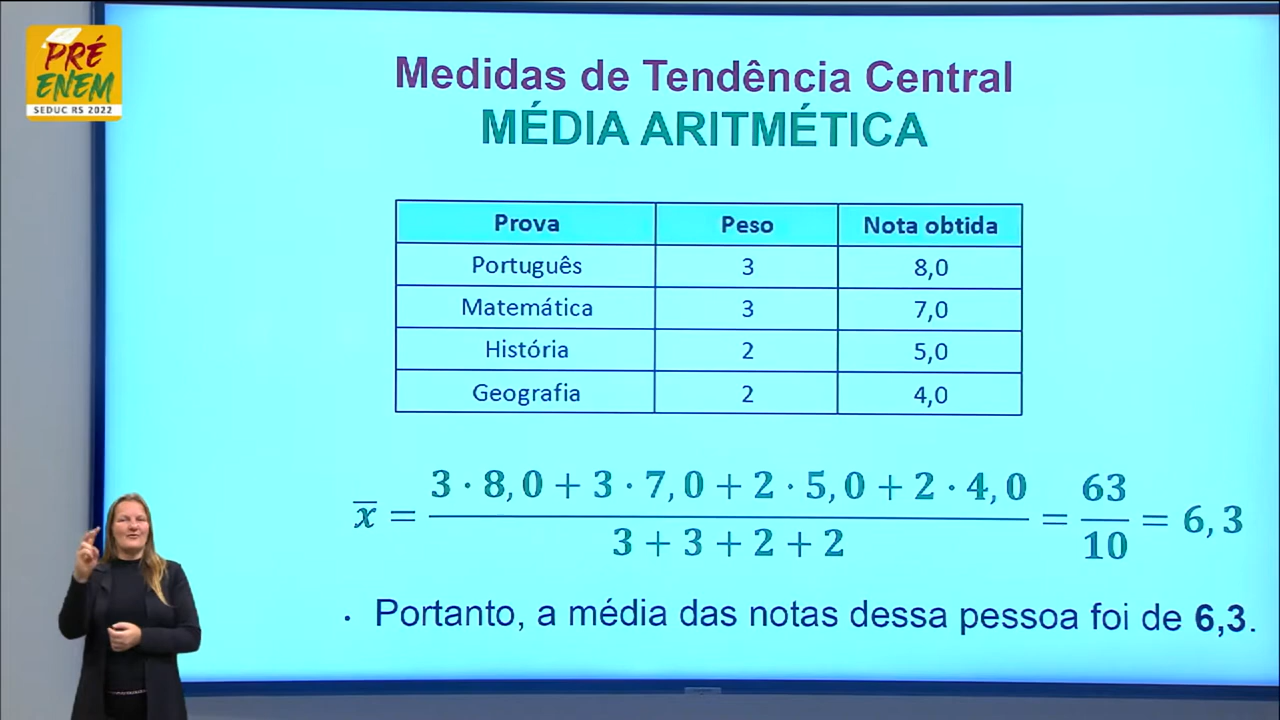 PRÉ
ENEM
SEDUC RS 2022
Medidas de Tendência Central
MÉDIA ARITMÉTICA
Prova Peso Nota obtida
Português 3 8,0
Matemática 3 7,0
História 2 5,0
Geografia 2 4,0
x̅ = (3 · 8,0 + 3 · 7,0 + 2 · 5,0 + 2 · 4,0) / (3 + 3 + 2 + 2) = 63/10 = 6,3
· Portanto, a média das notas dessa pessoa foi de 6,3.